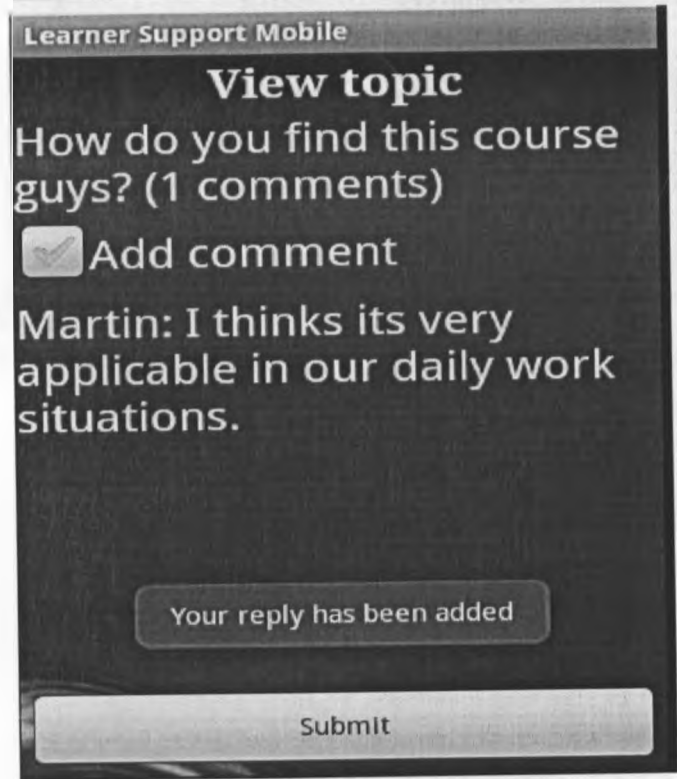 Learner Support Mobile
View topic
How do you find this course
guys? (1 comments)
Add comment
Martin: I thinks its very
applicable in our daily work
situations.
Your reply has been added
Submit